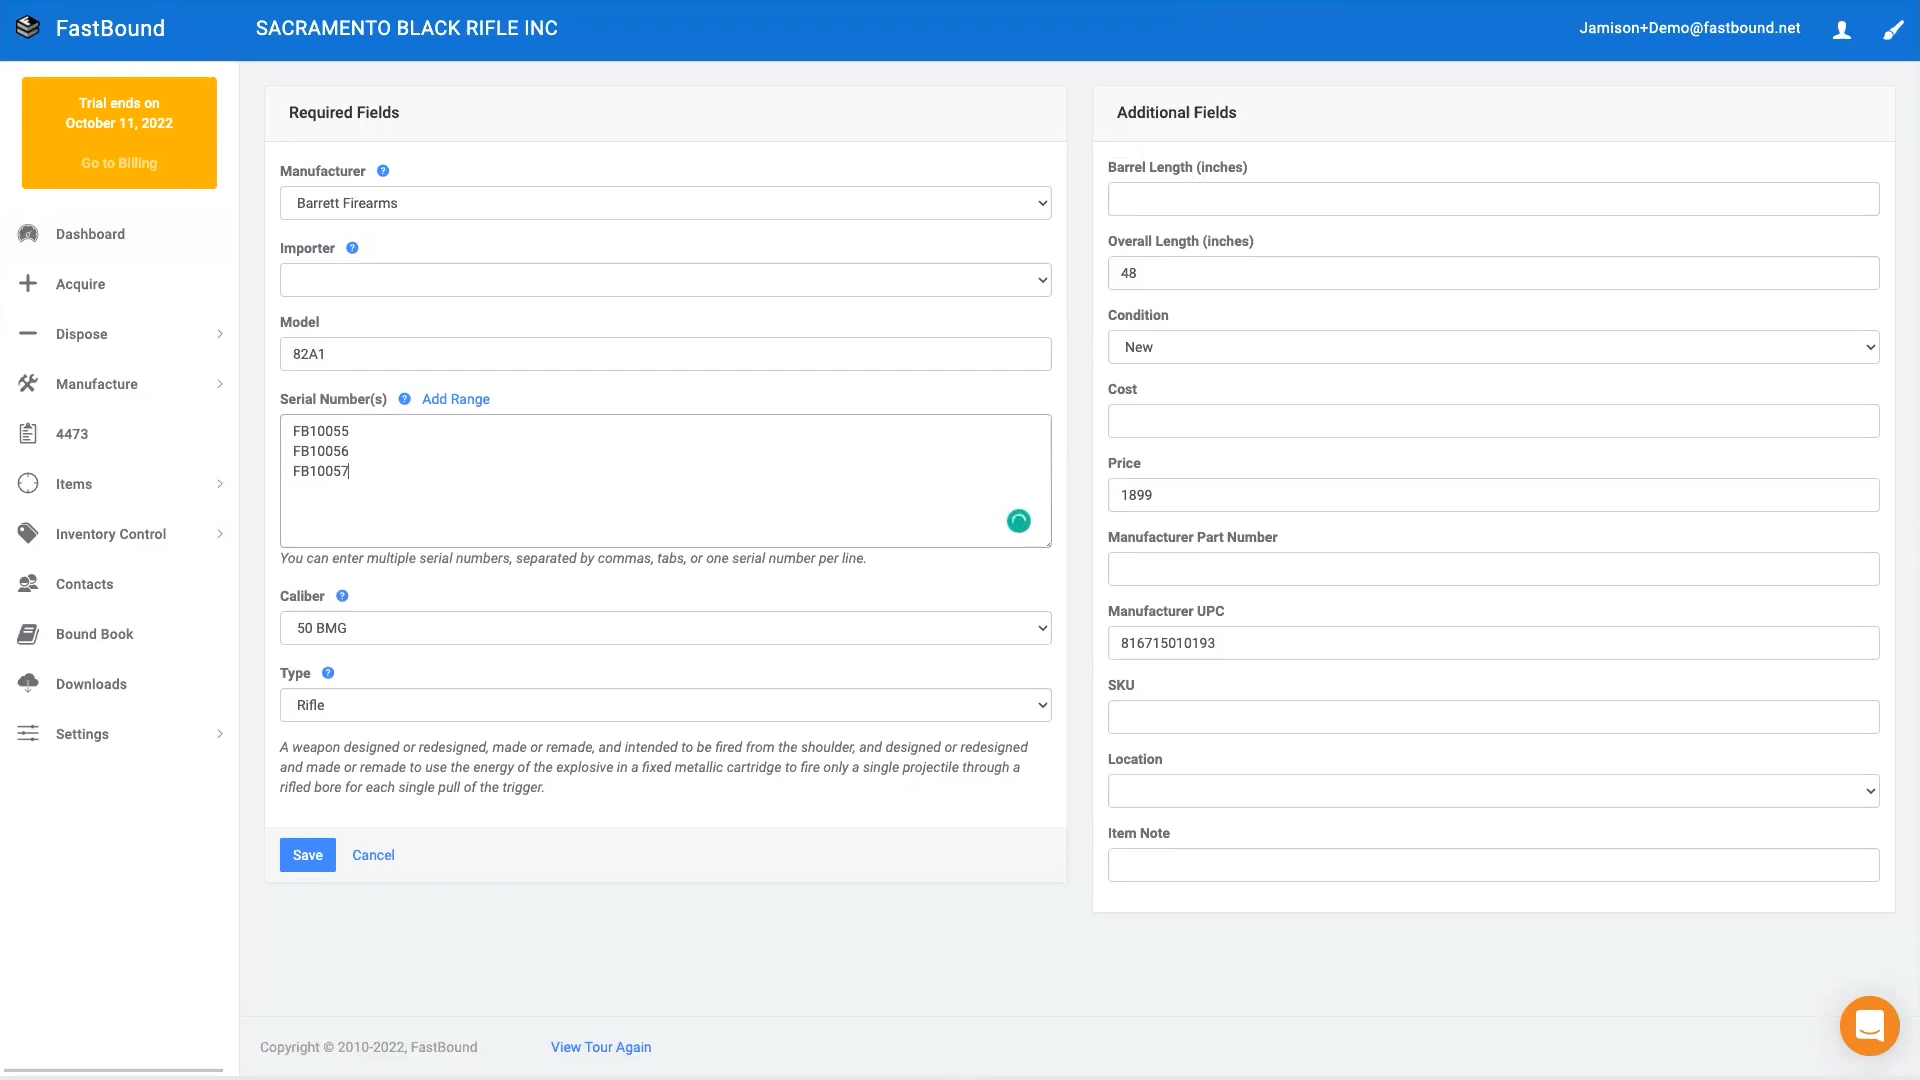 FastBound
SACRAMENTO BLACK RIFLE INC
Jamison+Demo@fastbound.net
Trial ends on
October 11, 2022
Go to Billing
Dashboard
Acquire
Dispose
Manufacture
4473
Items
Inventory Control
Contacts
Bound Book
Downloads
Settings
Required Fields
Manufacturer ?
Barrett Firearms
Importer ?
Model
82A1
Serial Number(s) ? Add Range
FB10055
FB10056
FB10057
You can enter multiple serial numbers, separated by commas, tabs, or one serial number per line.
Caliber ?
50 BMG
Type ?
Rifle
A weapon designed or redesigned, made or remade, and intended to be fired from the shoulder, and designed or redesigned
and made or remade to use the energy of the explosive in a fixed metallic cartridge to fire only a single projectile through a
rifled bore for each single pull of the trigger.
Save Cancel
Additional Fields
Barrel Length (inches)
Overall Length (inches)
48
Condition
New
Cost
Price
1899
Manufacturer Part Number
Manufacturer UPC
816715010193
SKU
Location
Item Note
Copyright © 2010-2022, FastBound
View Tour Again